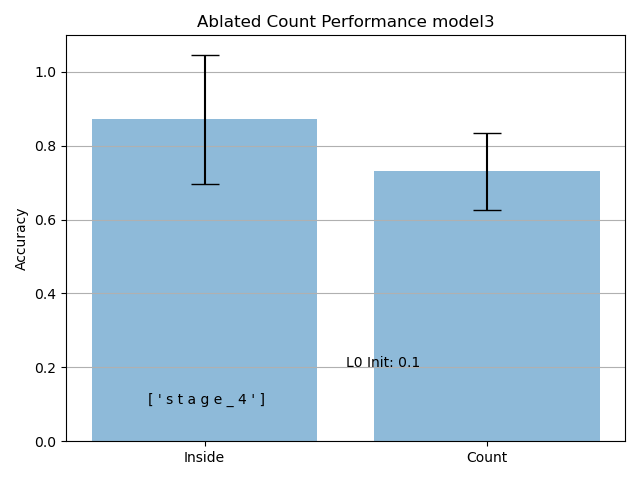 Ablated Count Performance model3
Accuracy
1.0
0.8
0.6
0.4
0.2
0.0
L0 Init: 0.1
[ ' s t a g e _ 4 ' ]
Inside
Count